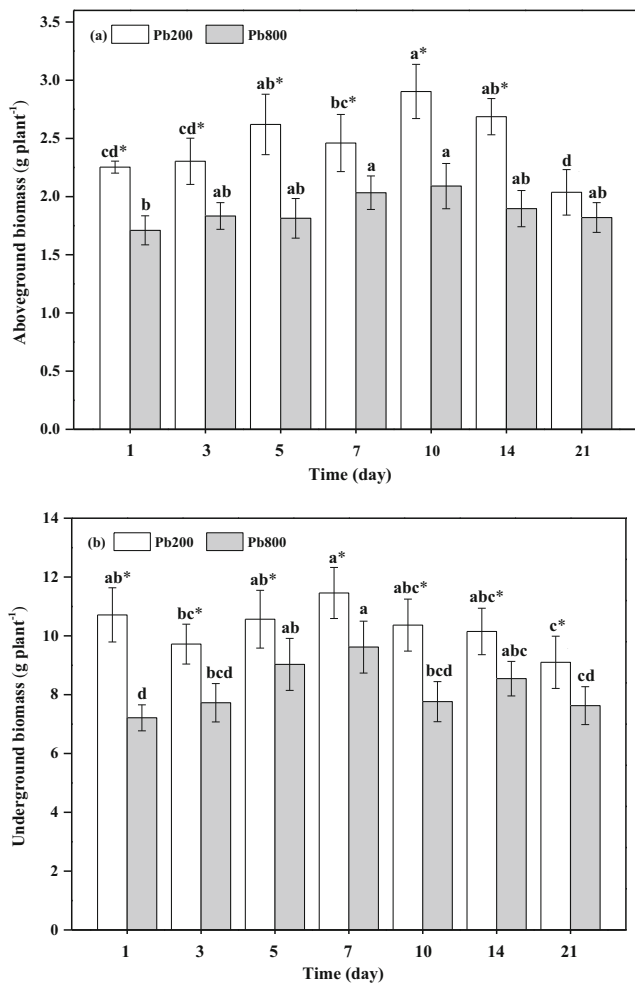 (a) Pb200 Pb800
Aboveground biomass (g plant⁻¹)
3.5
3.0
2.5
2.0
1.5
1.0
0.5
0.0
cd* cd* ab* bc* a* ab* d
b ab ab a a ab ab
1 3 5 7 10 14 21
Time (day)
(b) Pb200 Pb800
Underground biomass (g plant⁻¹)
14
12
10
8
6
4
2
0
ab* bc* ab* a* abc* abc* c*
d bcd ab a bcd abc cd
1 3 5 7 10 14 21
Time (day)